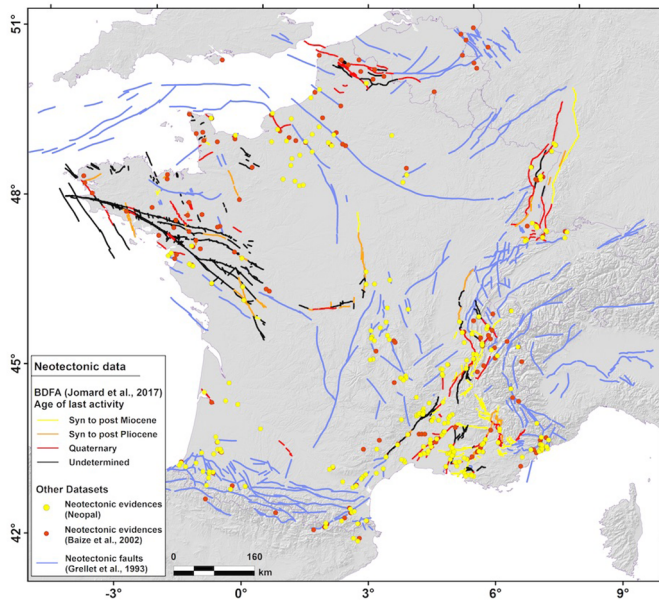 51°
48°
45°
42°
Neotectonic data
BDFA (Jomard et al., 2017)
Age of last activity
Syn to post Miocene
Syn to post Pliocene
Quaternary
Undetermined
Other Datasets
Neotectonic evidences
(Neopal)
Neotectonic evidences
(Baize et al., 2002)
Neotectonic faults
(Grellet et al., 1993)
0 160
km
-3° 0° 3° 6° 9°